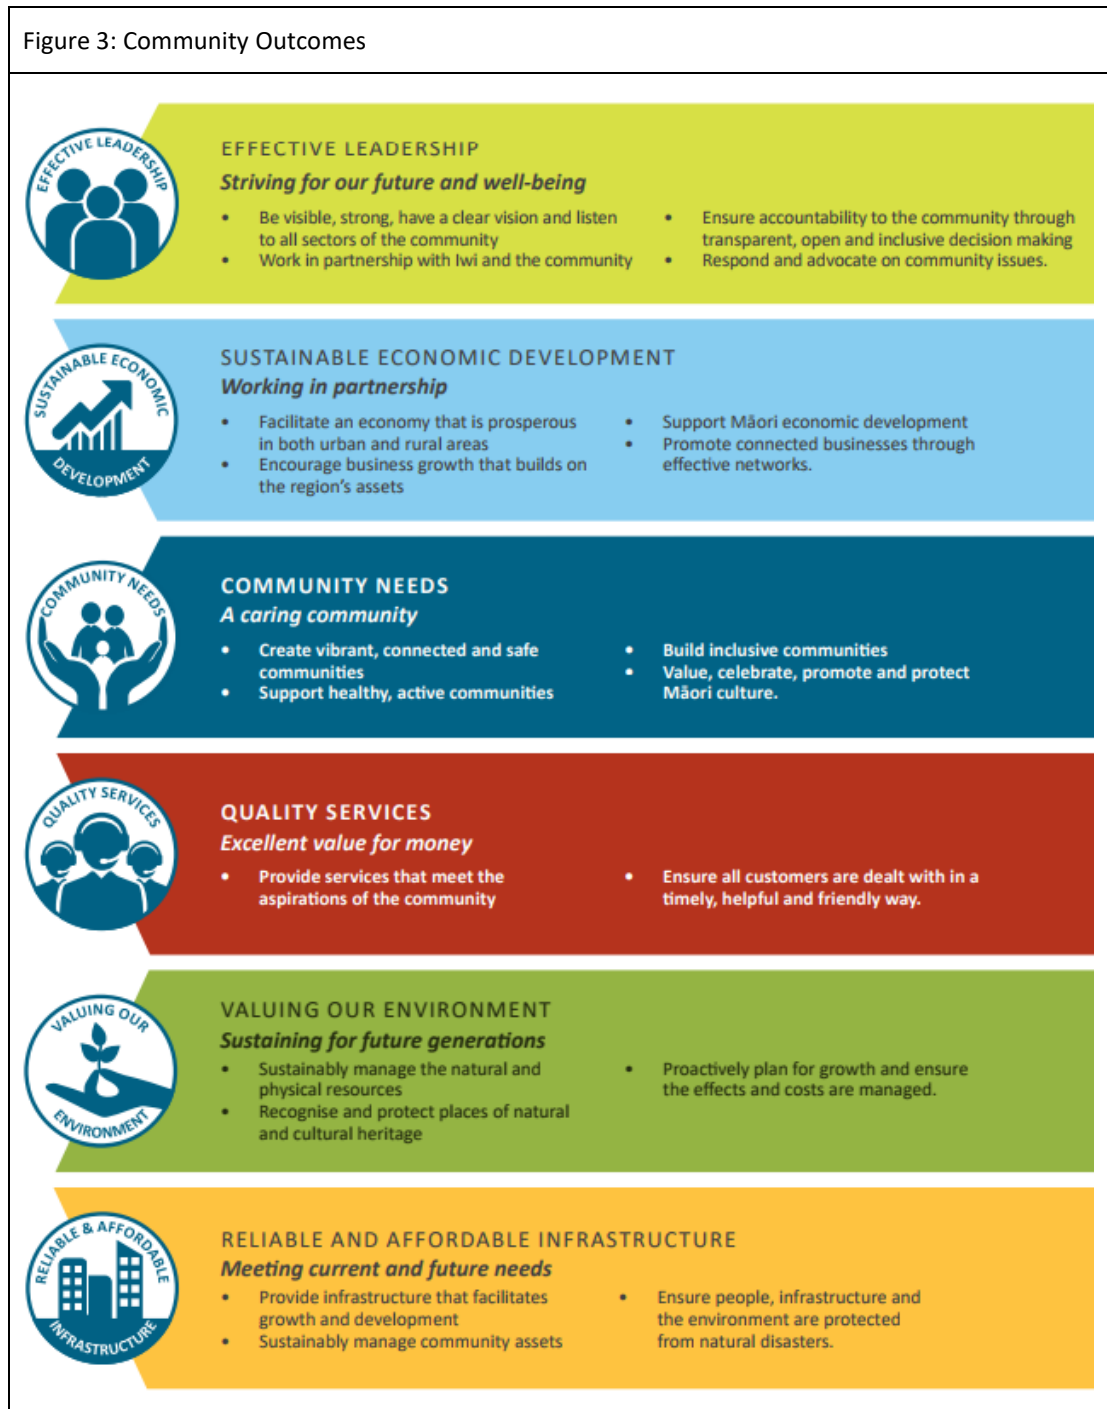 Figure 3: Community Outcomes
EFFECTIVE LEADERSHIP
EFFECTIVE LEADERSHIP
Striving for our future and well-being
• Be visible, strong, have a clear vision and listen
to all sectors of the community
• Work in partnership with Iwi and the community
• Ensure accountability to the community through
transparent, open and inclusive decision making
• Respond and advocate on community issues.
SUSTAINABLE ECONOMIC
DEVELOPMENT
SUSTAINABLE ECONOMIC DEVELOPMENT
Working in partnership
• Facilitate an economy that is prosperous
in both urban and rural areas
• Encourage business growth that builds on
the region's assets
• Support Māori economic development
• Promote connected businesses through
effective networks.
COMMUNITY NEEDS
COMMUNITY NEEDS
A caring community
• Create vibrant, connected and safe
communities
• Support healthy, active communities
• Build inclusive communities
• Value, celebrate, promote and protect
Māori culture.
QUALITY SERVICES
QUALITY SERVICES
Excellent value for money
• Provide services that meet the
aspirations of the community
• Ensure all customers are dealt with in a
timely, helpful and friendly way.
VALUING OUR
ENVIRONMENT
VALUING OUR ENVIRONMENT
Sustaining for future generations
• Sustainably manage the natural and
physical resources
• Recognise and protect places of natural
and cultural heritage
• Proactively plan for growth and ensure
the effects and costs are managed.
RELIABLE & AFFORDABLE
INFRASTRUCTURE
RELIABLE AND AFFORDABLE INFRASTRUCTURE
Meeting current and future needs
• Provide infrastructure that facilitates
growth and development
• Sustainably manage community assets
• Ensure people, infrastructure and
the environment are protected
from natural disasters.